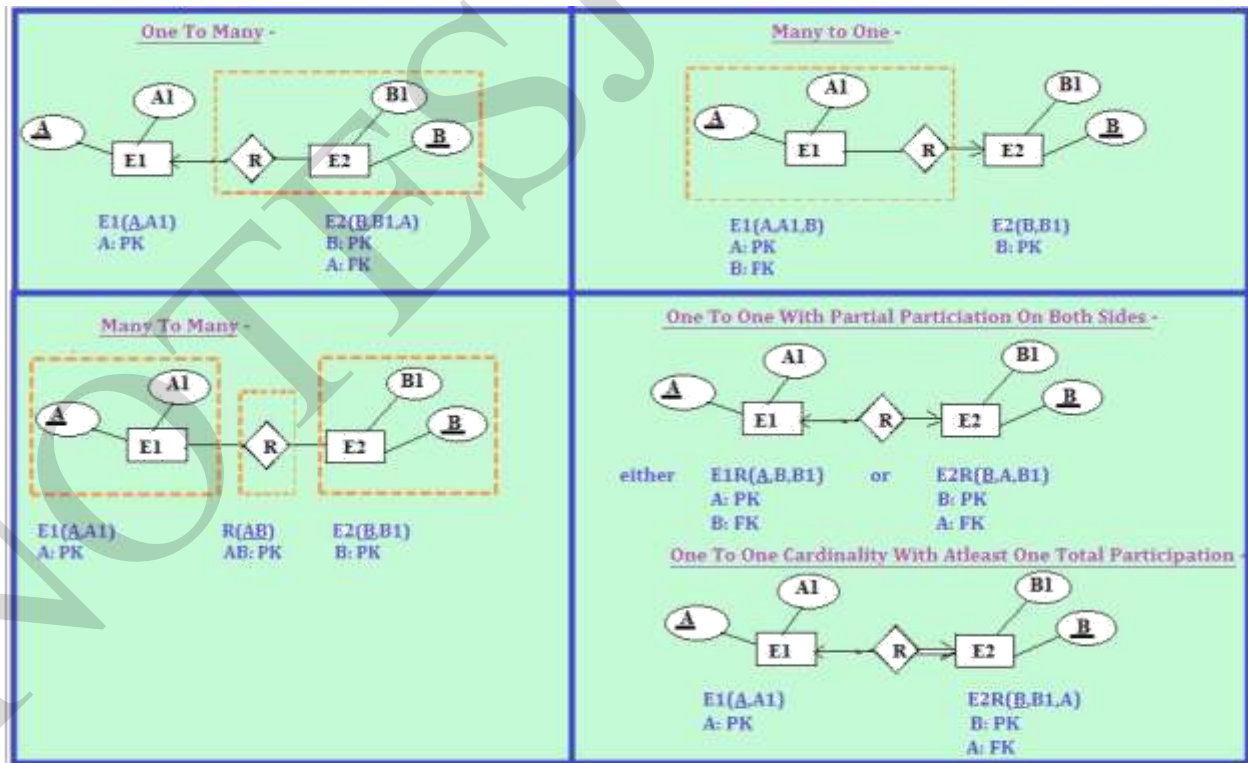 One To Many -
A1
B1
A
B
E1
R
E2
E1(A,A1)
A: PK
E2(B,B1,A)
B: PK
A: FK
Many to One -
A1
B1
A
B
E1
R
E2
E1(A,A1,B)
A: PK
B: FK
E2(B,B1)
B: PK
Many To Many -
A1
B1
A
B
E1
R
E2
E1(A,A1)
A: PK
R(AB)
AB: PK
E2(B,B1)
B: PK
One To One With Partial Particiation On Both Sides -
A1
B1
A
B
E1
R
E2
either E1R(A,B,B1) or E2R(B,A,B1)
A: PK
B: FK
B: PK
A: FK
One To One Cardinality With Atleast One Total Participation -
A1
B1
A
B
E1
R
E2
E1(A,A1)
A: PK
E2R(B,B1,A)
B: PK
A: FK
NOTESJ